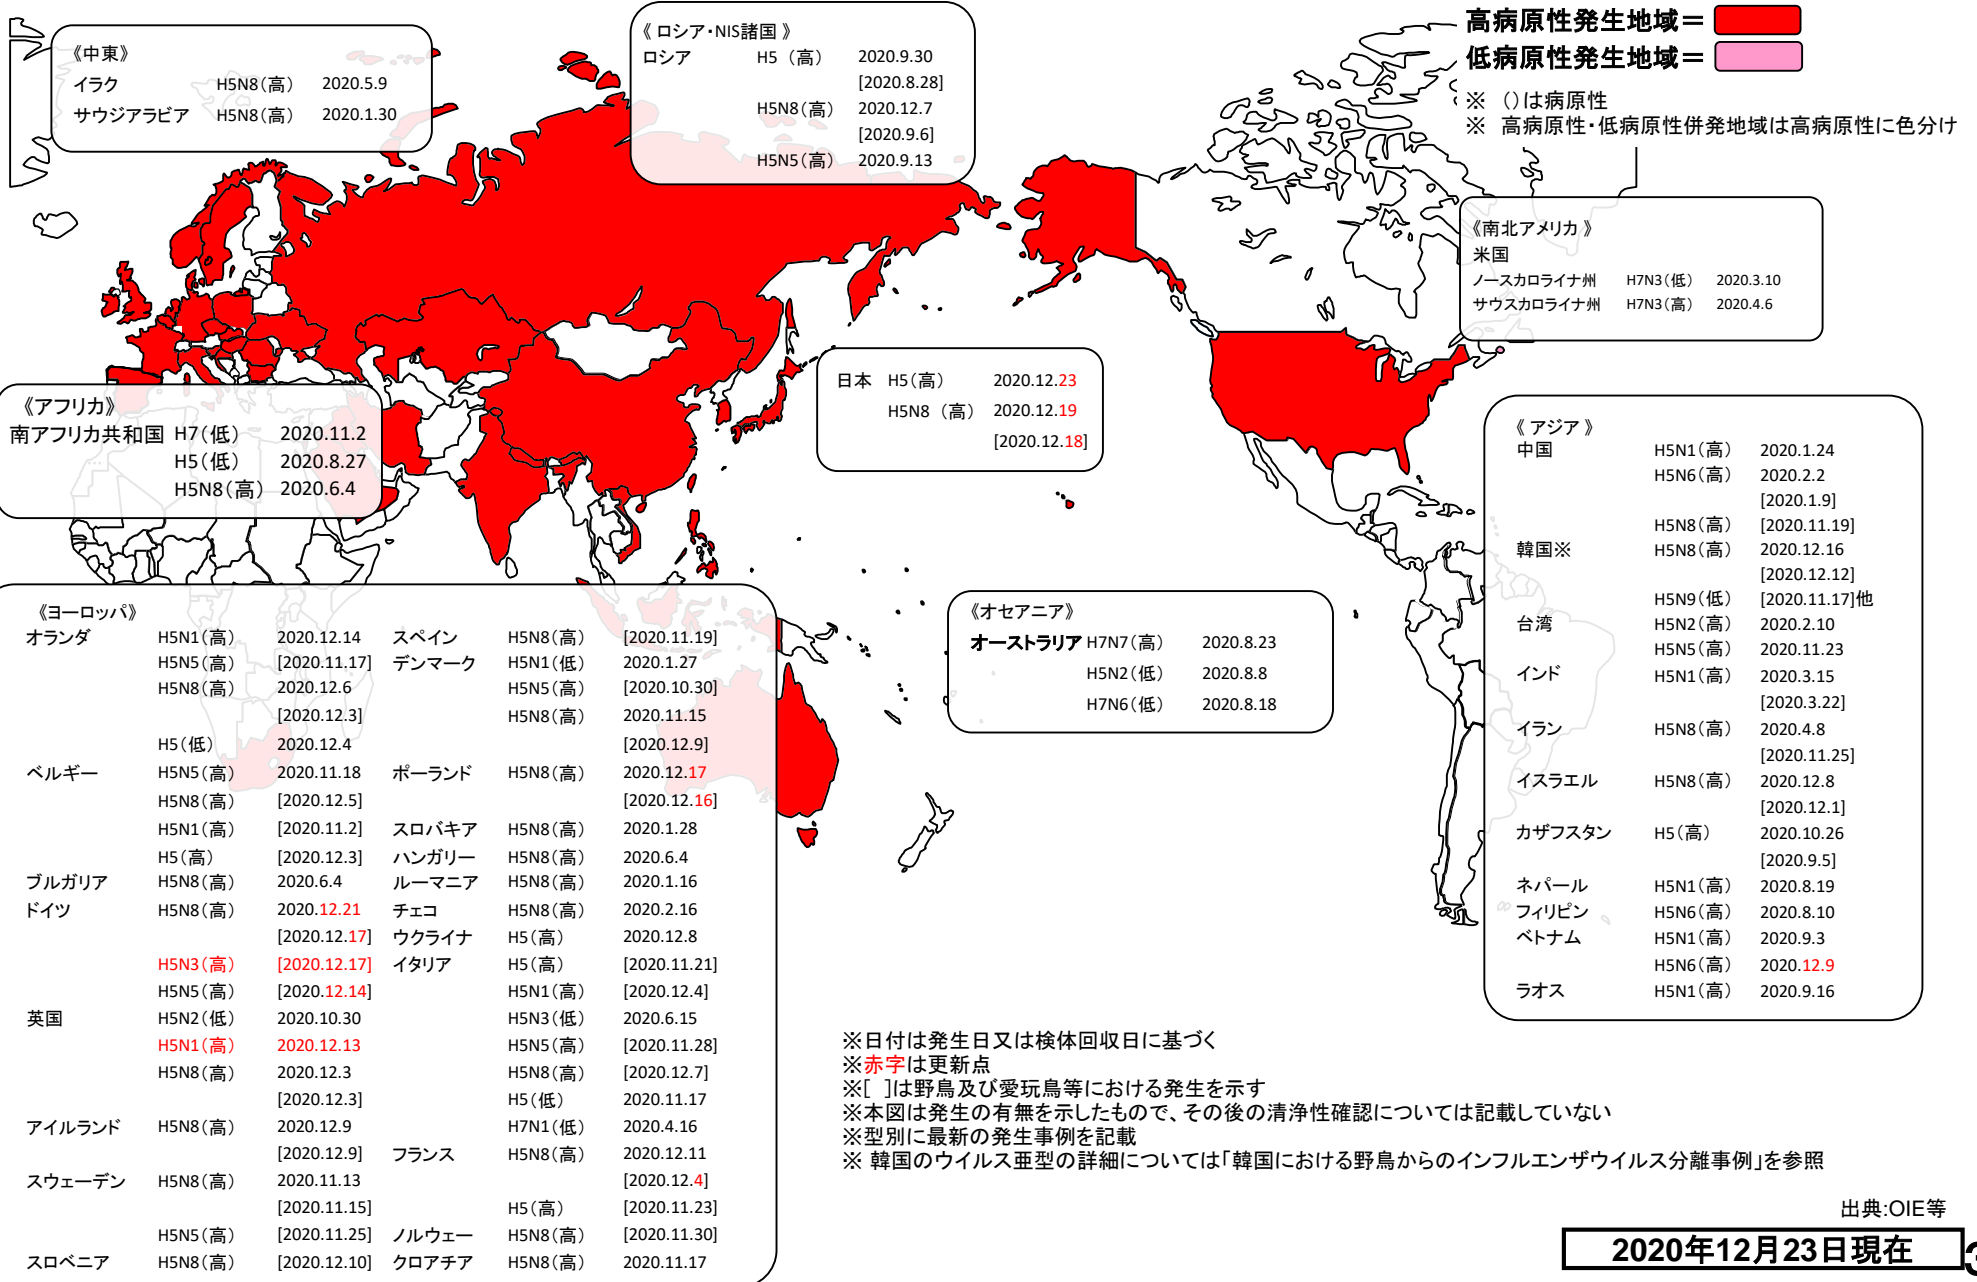 高病原性発生地域＝
低病原性発生地域＝
※ （）は病原性
※ 高病原性・低病原性併発地域は高病原性に色分け
《中東》
イラク H5N8（高） 2020.5.9
サウジアラビア H5N8（高） 2020.1.30
《 ロシア・NIS諸国 》
ロシア H5 （高） 2020.9.30
[2020.8.28]
H5N8（高） 2020.12.7
[2020.9.6]
H5N5（高） 2020.9.13
《南北アメリカ 》
米国
ノースカロライナ州 H7N3（低） 2020.3.10
サウスカロライナ州 H7N3（高） 2020.4.6
日本 H5（高） 2020.12.23
H5N8 （高） 2020.12.19
[2020.12.18]
《アフリカ》
南アフリカ共和国 H7（低） 2020.11.2
H5（低） 2020.8.27
H5N8（高） 2020.6.4
《 アジア 》
中国 H5N1（高） 2020.1.24
H5N6（高） 2020.2.2
[2020.1.9]
H5N8（高） [2020.11.19]
韓国※ H5N8（高） 2020.12.16
[2020.12.12]
H5N9（低） [2020.11.17]他
台湾 H5N2（高） 2020.2.10
H5N5（高） 2020.11.23
インド H5N1（高） 2020.3.15
[2020.3.22]
イラン H5N8（高） 2020.4.8
[2020.11.25]
イスラエル H5N8（高） 2020.12.8
[2020.12.1]
カザフスタン H5（高） 2020.10.26
[2020.9.5]
ネパール H5N1（高） 2020.8.19
フィリピン H5N6（高） 2020.8.10
ベトナム H5N1（高） 2020.9.3
H5N6（高） 2020.12.9
ラオス H5N1（高） 2020.9.16
《オセアニア》
オーストラリア H7N7（高） 2020.8.23
H5N2（低） 2020.8.8
H7N6（低） 2020.8.18
《ヨーロッパ》
オランダ H5N1（高） 2020.12.14
H5N5（高） [2020.11.17]
H5N8（高） 2020.12.6
[2020.12.3]
H5（低） 2020.12.4
ベルギー H5N5（高） 2020.11.18
H5N8（高） [2020.12.5]
H5N1（高） [2020.11.2]
H5（高） [2020.12.3]
ブルガリア H5N8（高） 2020.6.4
ドイツ H5N8（高） 2020.12.21
[2020.12.17]
H5N3（高） [2020.12.17]
H5N5（高） [2020.12.14]
英国 H5N2（低） 2020.10.30
H5N1（高） 2020.12.13
H5N8（高） 2020.12.3
[2020.12.3]
アイルランド H5N8（高） 2020.12.9
[2020.12.9]
スウェーデン H5N8（高） 2020.11.13
[2020.11.15]
H5N5（高） [2020.11.25]
スロベニア H5N8（高） [2020.12.10]
スペイン H5N8（高） [2020.11.19]
デンマーク H5N1（低） 2020.1.27
H5N5（高） [2020.10.30]
H5N8（高） 2020.11.15
[2020.12.9]
ポーランド H5N8（高） 2020.12.17
[2020.12.16]
スロバキア H5N8（高） 2020.1.28
ハンガリー H5N8（高） 2020.6.4
ルーマニア H5N8（高） 2020.1.16
チェコ H5N8（高） 2020.2.16
ウクライナ H5（高） 2020.12.8
イタリア H5（高） [2020.11.21]
H5N1（高） [2020.12.4]
H5N3（低） 2020.6.15
H5N5（高） [2020.11.28]
H5N8（高） [2020.12.7]
H5（低） 2020.11.17
H7N1（低） 2020.4.16
フランス H5N8（高） 2020.12.11
[2020.12.4]
H5（高） [2020.11.23]
ノルウェー H5N8（高） [2020.11.30]
クロアチア H5N8（高） 2020.11.17
※日付は発生日又は検体回収日に基づく
※赤字は更新点
※[ ]は野鳥及び愛玩鳥等における発生を示す
※本図は発生の有無を示したもので、その後の清浄性確認については記載していない
※型別に最新の発生事例を記載
※ 韓国のウイルス亜型の詳細については「韓国における野鳥からのインフルエンザウイルス分離事例」を参照
出典:OIE等
2020年12月23日現在